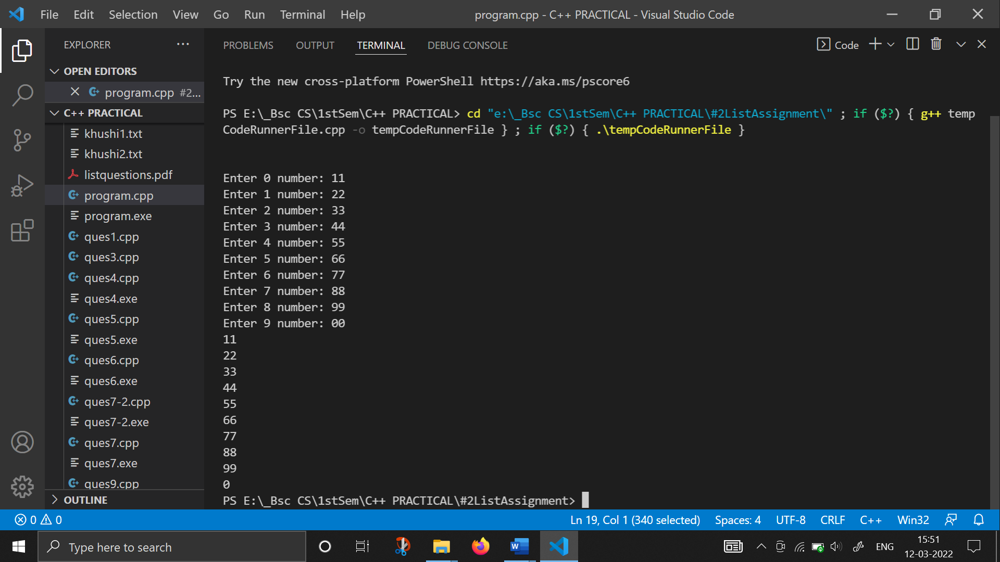 File Edit Selection View Go Run Terminal Help program.cpp - C++ PRACTICAL - Visual Studio Code
EXPLORER
OPEN EDITORS
program.cpp #2...
C++ PRACTICAL
khushi1.txt
khushi2.txt
listquestions.pdf
program.cpp
program.exe
ques1.cpp
ques3.cpp
ques4.cpp
ques4.exe
ques5.cpp
ques5.exe
ques6.cpp
ques6.exe
ques7-2.cpp
ques7-2.exe
ques7.cpp
ques7.exe
ques9.cpp
OUTLINE
PROBLEMS OUTPUT TERMINAL DEBUG CONSOLE Code
Try the new cross-platform PowerShell https://aka.ms/pscore6
PS E:\_Bsc CS\1stSem\C++ PRACTICAL> cd "e:\_Bsc CS\1stSem\C++ PRACTICAL\#2ListAssignment\" ; if ($?) { g++ temp
CodeRunnerFile.cpp -o tempCodeRunnerFile } ; if ($?) { .\tempCodeRunnerFile }
Enter 0 number: 11
Enter 1 number: 22
Enter 2 number: 33
Enter 3 number: 44
Enter 4 number: 55
Enter 5 number: 66
Enter 6 number: 77
Enter 7 number: 88
Enter 8 number: 99
Enter 9 number: 00
11
22
33
44
55
66
77
88
99
0
PS E:\_Bsc CS\1stSem\C++ PRACTICAL\#2ListAssignment>
0 0 Ln 19, Col 1 (340 selected) Spaces: 4 UTF-8 CRLF C++ Win32
Type here to search
W
ENG
15:51
12-03-2022